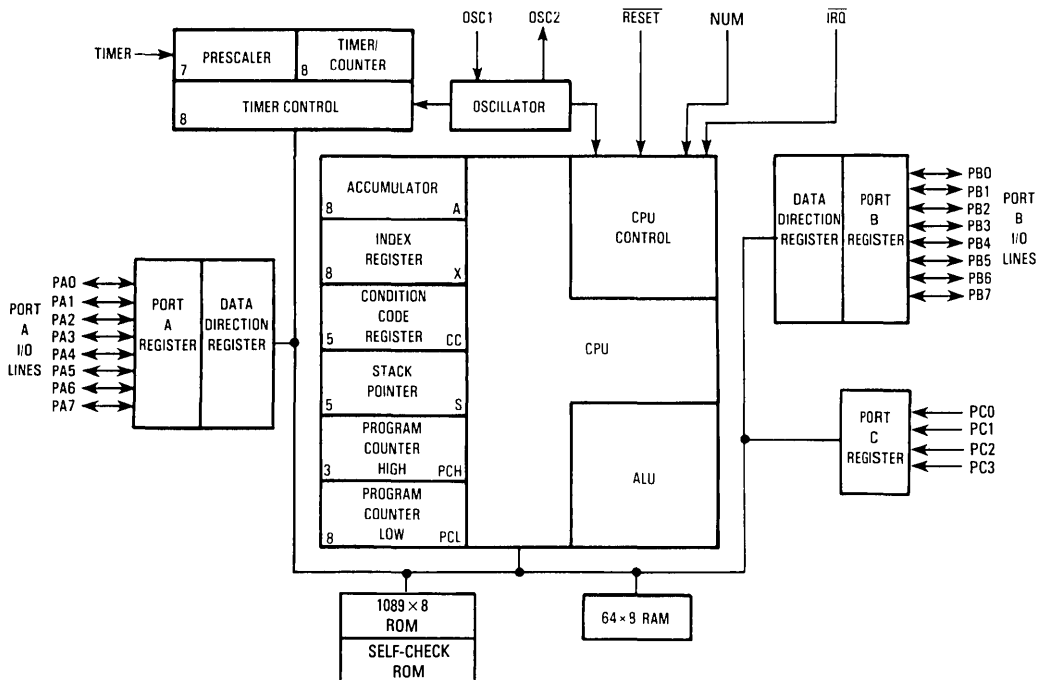 OSC1
OSC2
RESET
NUM
IRQ
TIMER
PRESCALER
7
TIMER/
COUNTER
8
TIMER CONTROL
8
OSCILLATOR
ACCUMULATOR
8 A
INDEX
REGISTER
8 X
CONDITION
CODE
REGISTER
5 CC
STACK
POINTER
5 S
PROGRAM
COUNTER
HIGH
3 PCH
PROGRAM
COUNTER
LOW
8 PCL
CPU
CONTROL
CPU
ALU
PORT
A
I/O
LINES
PA0
PA1
PA2
PA3
PA4
PA5
PA6
PA7
PORT
A
REGISTER
DATA
DIRECTION
REGISTER
DATA
DIRECTION
REGISTER
PORT
B
REGISTER
PB0
PB1
PB2
PB3
PB4
PB5
PB6
PB7
PORT
B
I/O
LINES
PORT
C
REGISTER
PC0
PC1
PC2
PC3
1089 × 8
ROM
SELF-CHECK
ROM
64 × 8 RAM